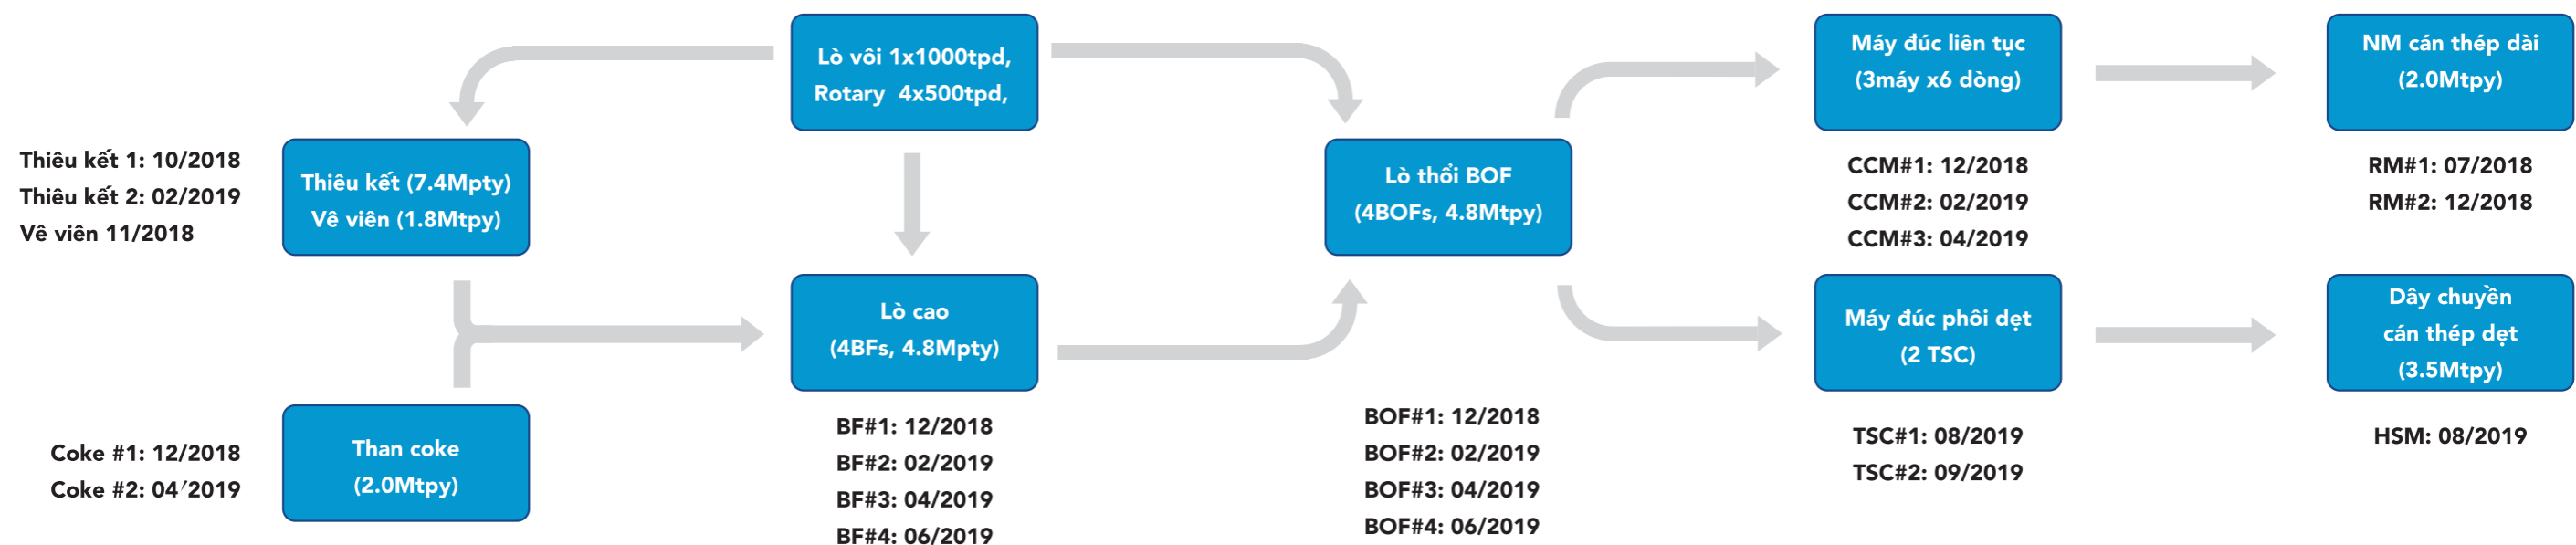 Lò vôi 1x1000tpd,
Rotary 4x500tpd,
Máy đúc liên tục
(3máy x6 dòng)
NM cán thép dài
(2.0Mtpy)
Thiêu kết 1: 10/2018
Thiêu kết 2: 02/2019
Vê viên 11/2018
Thiêu kết (7.4Mpty)
Vê viên (1.8Mtpy)
Lò thổi BOF
(4BOFs, 4.8Mtpy)
CCM#1: 12/2018
CCM#2: 02/2019
CCM#3: 04/2019
RM#1: 07/2018
RM#2: 12/2018
Lò cao
(4BFs, 4.8Mpty)
Máy đúc phôi dẹt
(2 TSC)
Dây chuyền
cán thép dẹt
(3.5Mtpy)
Coke #1: 12/2018
Coke #2: 04′2019
Than coke
(2.0Mtpy)
BF#1: 12/2018
BF#2: 02/2019
BF#3: 04/2019
BF#4: 06/2019
BOF#1: 12/2018
BOF#2: 02/2019
BOF#3: 04/2019
BOF#4: 06/2019
TSC#1: 08/2019
TSC#2: 09/2019
HSM: 08/2019